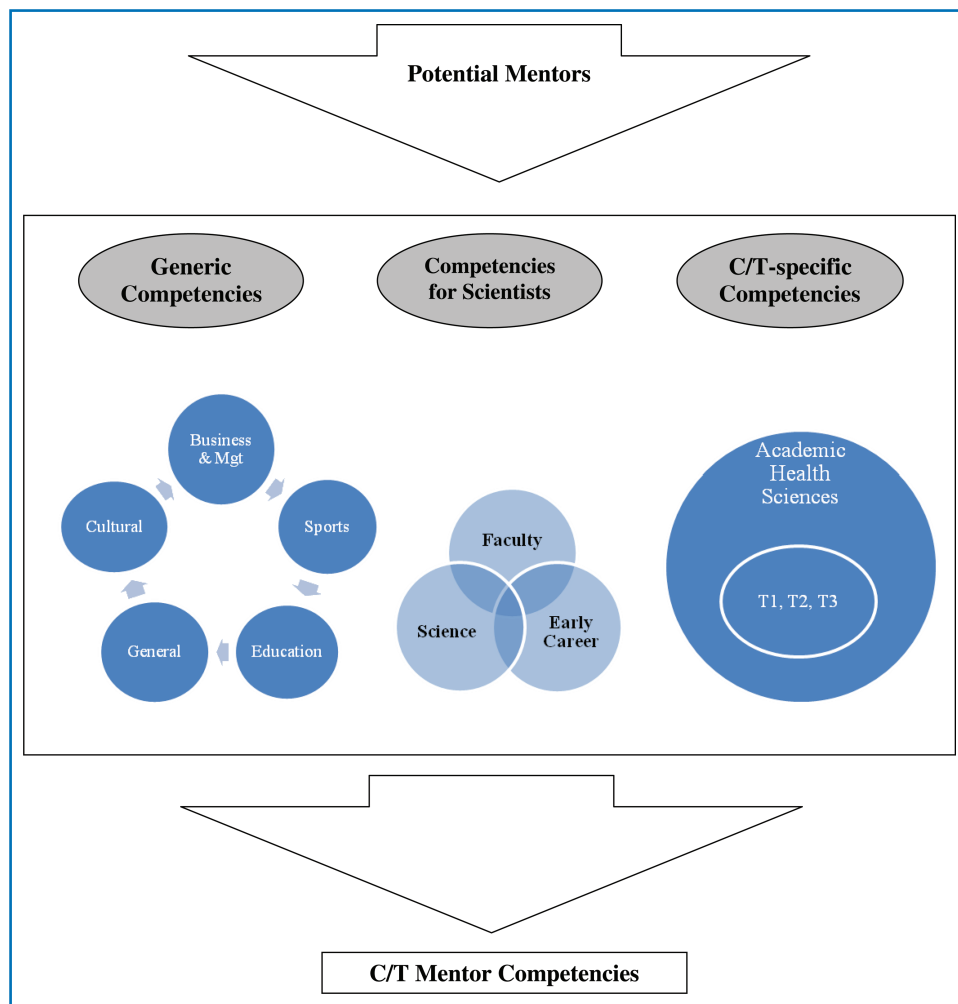 Potential Mentors
Generic
Competencies
Competencies
for Scientists
C/T-specific
Competencies
Business
& Mgt
Sports
Education
General
Cultural
Faculty
Science
Early
Career
Academic
Health
Sciences
T1, T2, T3
C/T Mentor Competencies